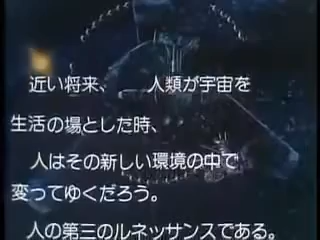 近い将来、 人類が宇宙を
生活の場とした時、
人はその新しい環境の中で
変ってゆくだろう。
人の第三のルネッサンスである。